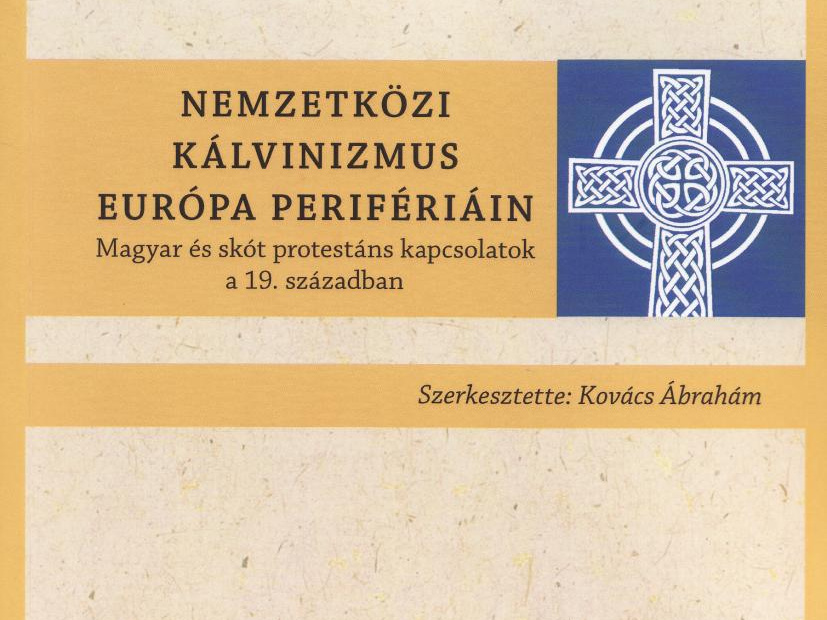 NEMZETKÖZI
KÁLVINIZMUS
EURÓPA PERIFÉRIÁIN
Magyar és skót protestáns kapcsolatok
a 19. században
Szerkesztette: Kovács Ábrahám